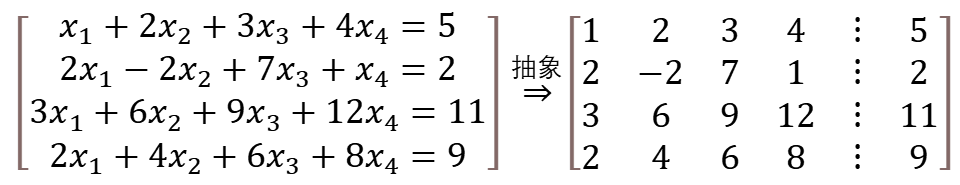 x₁ + 2x₂ + 3x₃ + 4x₄ = 5
2x₁ − 2x₂ + 7x₃ + x₄ = 2
3x₁ + 6x₂ + 9x₃ + 12x₄ = 11
2x₁ + 4x₂ + 6x₃ + 8x₄ = 9
抽象
⇒
1 2 3 4 ⋮ 5
2 −2 7 1 ⋮ 2
3 6 9 12 ⋮ 11
2 4 6 8 ⋮ 9